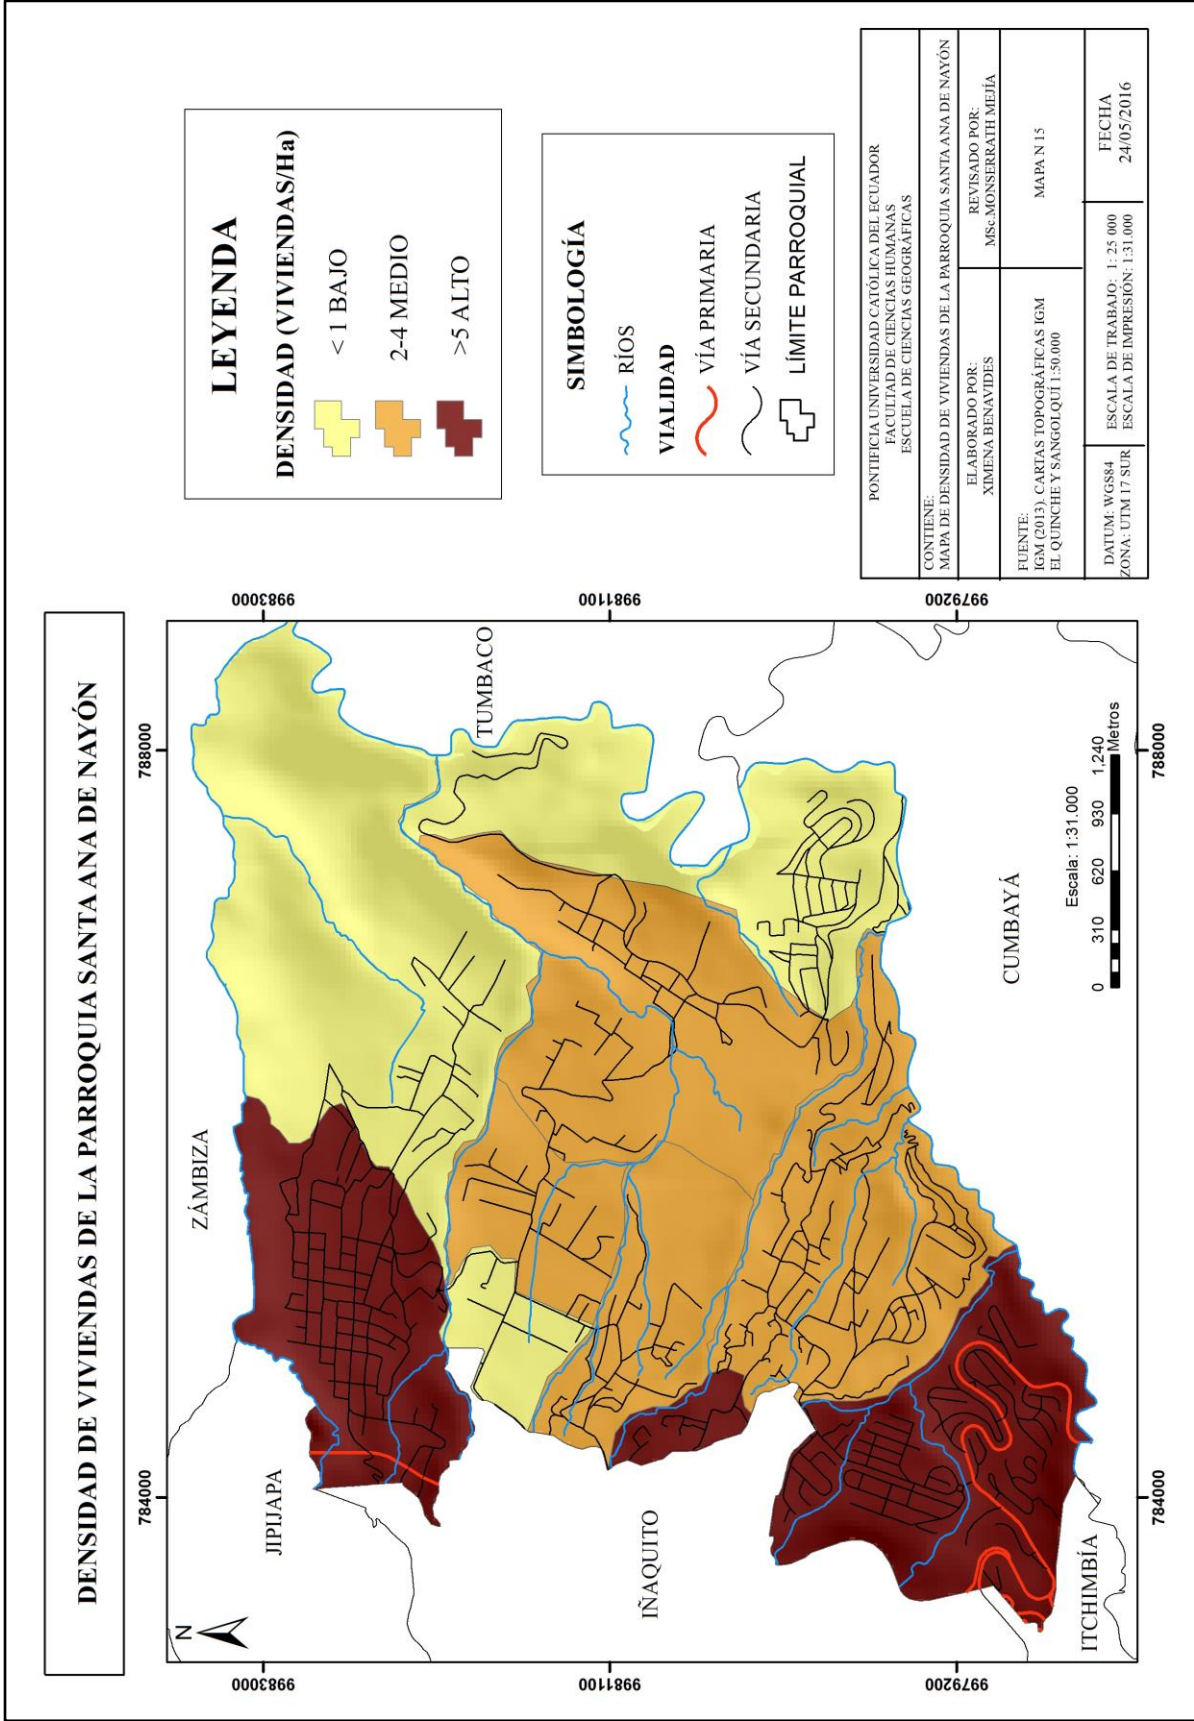 DENSIDAD DE VIVIENDAS DE LA PARROQUIA SANTA ANA DE NAYÓN
784000
788000
9983000
9981100
9979200
9983000
9981100
9979200
784000
788000
N
JIPIJAPA
ZÁMBIZA
TUMBACO
IÑAQUITO
CUMBAYÁ
ITCHIMBÍA
Escala: 1:31.000
0 310 620 930 1,240
Metros
LEYENDA
DENSIDAD (VIVIENDAS/Ha)
< 1 BAJO
2-4 MEDIO
>5 ALTO
SIMBOLOGÍA
RÍOS
VIALIDAD
VÍA PRIMARIA
VÍA SECUNDARIA
LÍMITE PARROQUIAL
PONTIFICIA UNIVERSIDAD CATÓLICA DEL ECUADOR
FACULTAD DE CIENCIAS HUMANAS
ESCUELA DE CIENCIAS GEOGRÁFICAS
CONTIENE:
MAPA DE DENSIDAD DE VIVIENDAS DE LA PARROQUIA SANTA ANA DE NAYÓN
ELABORADO POR:
XIMENA BENAVIDES
REVISADO POR:
MSc.MONSERRATH MEJÍA
FUENTE:
IGM (2013). CARTAS TOPOGRÁFICAS IGM
EL QUINCHE Y SANGOLQUÍ 1:50.000
MAPA N 15
DATUM: WGS84
ZONA: UTM 17 SUR
ESCALA DE TRABAJO: 1: 25 000
ESCALA DE IMPRESIÓN: 1:31.000
FECHA
24/05/2016